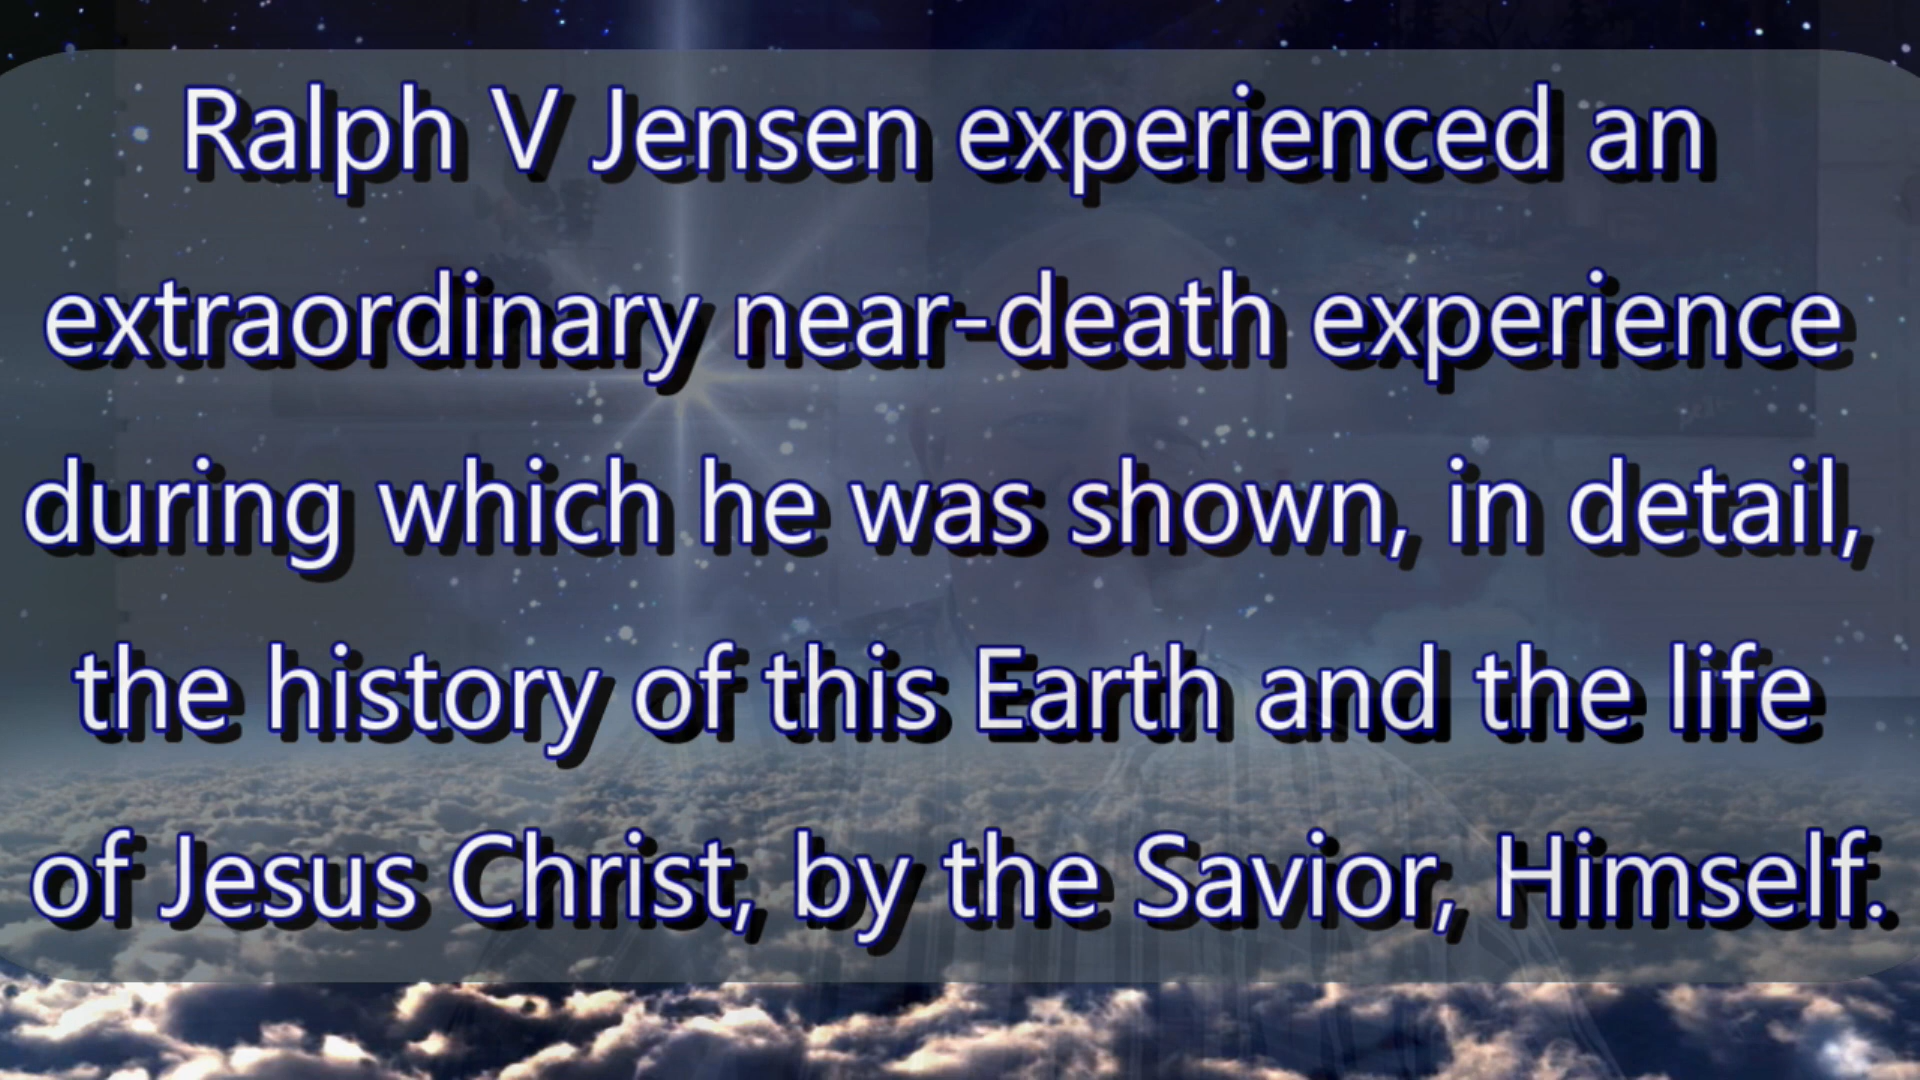 Ralph V Jensen experienced an
extraordinary near-death experience
during which he was shown, in detail,
the history of this Earth and the life
of Jesus Christ, by the Savior, Himself.